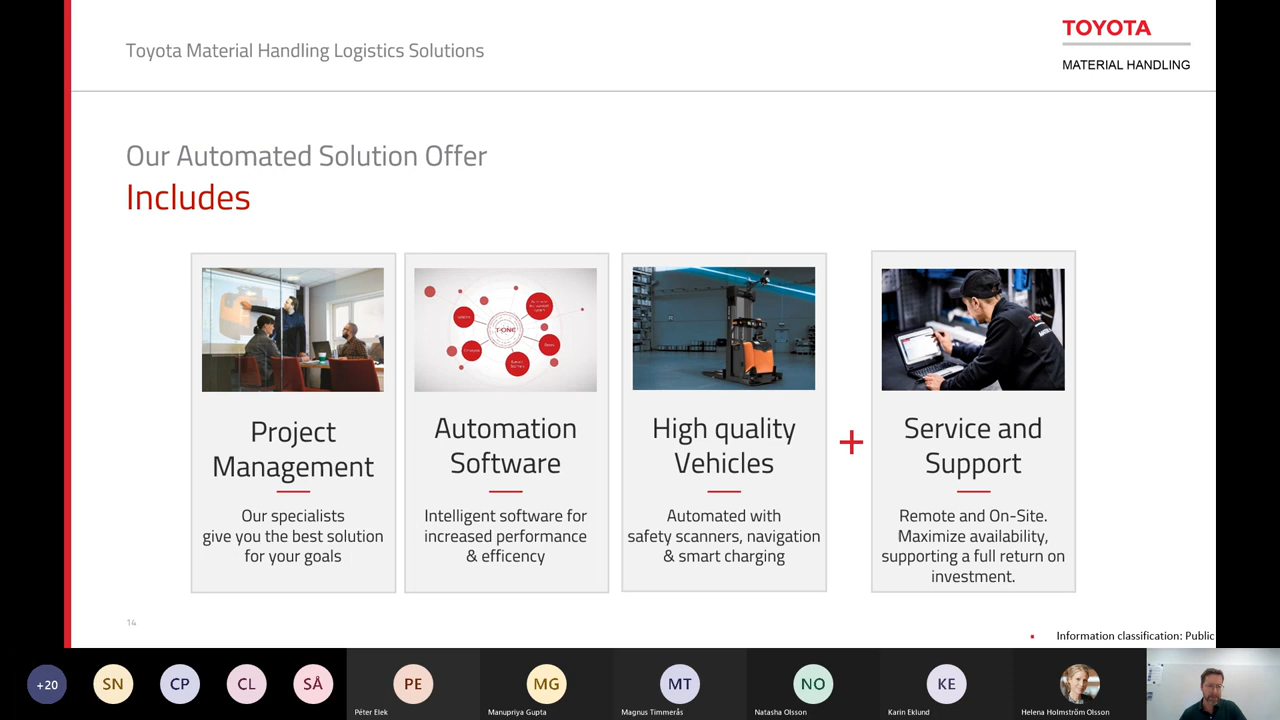 Toyota Material Handling Logistics Solutions
TOYOTA
MATERIAL HANDLING
Our Automated Solution Offer
Includes
T-ONE
Project
Management
Our specialists
give you the best solution
for your goals
Automation
Software
Intelligent software for
increased performance
& efficency
High quality
Vehicles
Automated with
safety scanners, navigation
& smart charging
+
TOYOTA
Service and
Support
Remote and On-Site.
Maximize availability,
supporting a full return on
investment.
14
Information classification: Public
+20
SN
CP
CL
SÅ
PE
Péter Elek
MG
Manupriya Gupta
MT
Magnus Timmerås
NO
Natasha Olsson
KE
Karin Eklund
Helena Holmström Olsson